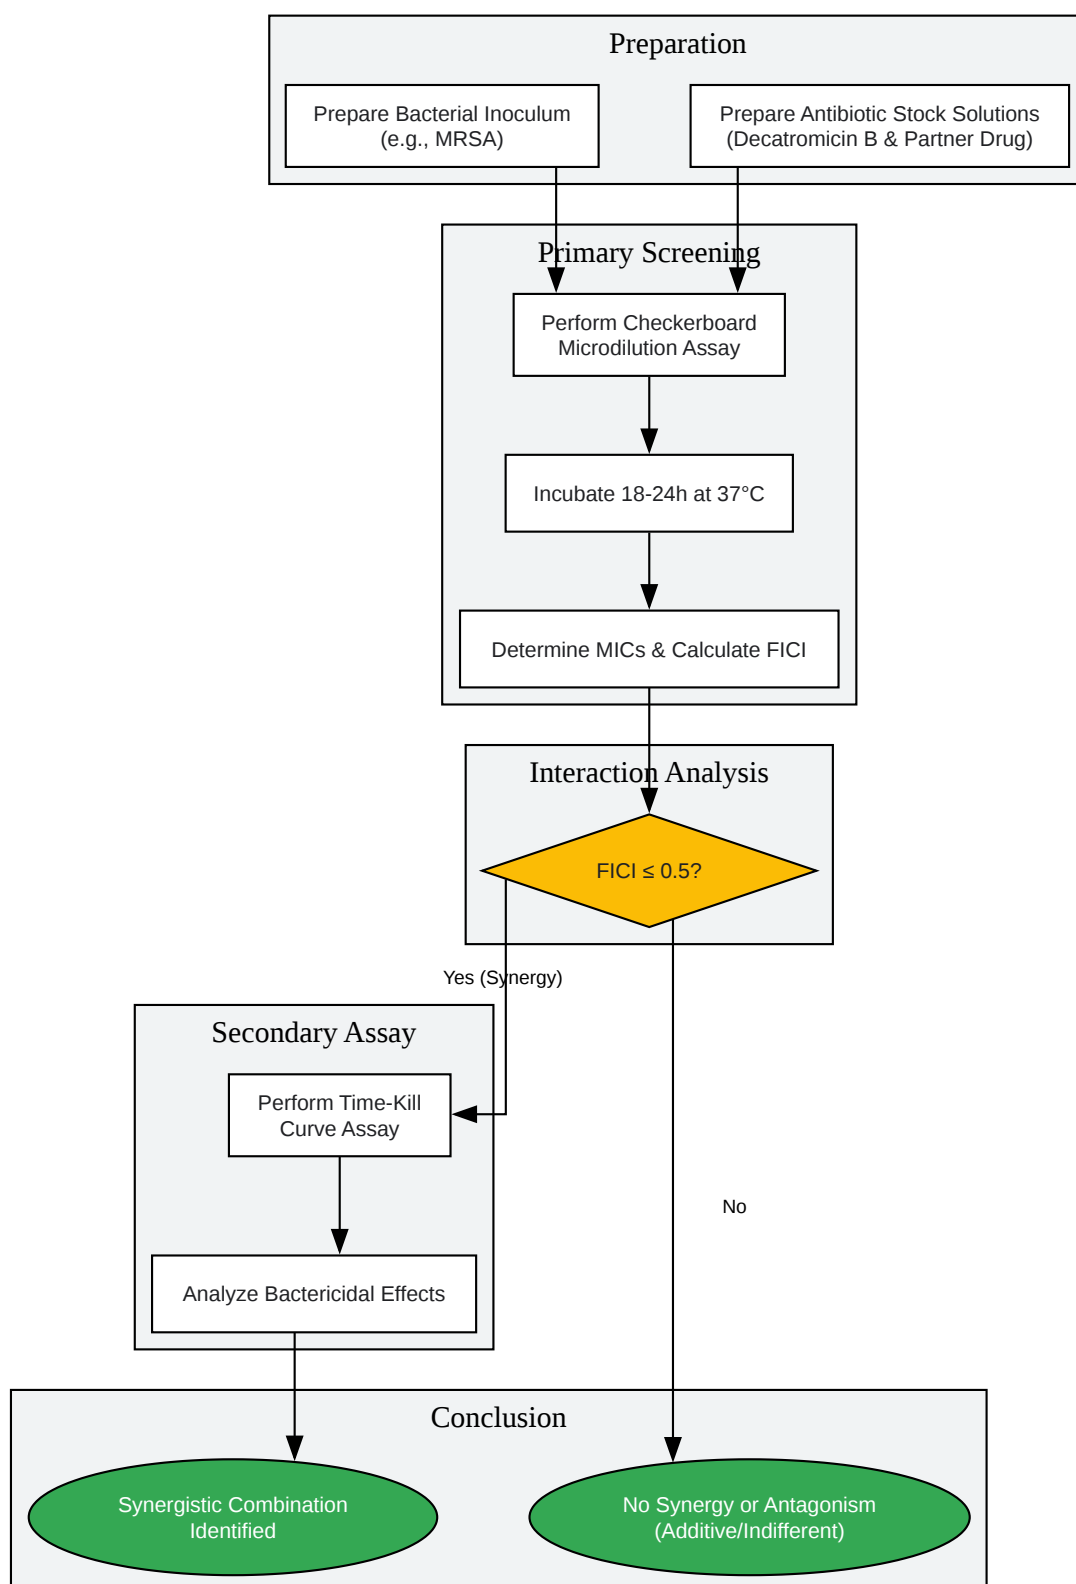 Preparation
Prepare Bacterial Inoculum
(e.g., MRSA)
Prepare Antibiotic Stock Solutions
(Decatromicin B & Partner Drug)
Primary Screening
Perform Checkerboard
Microdilution Assay
Incubate 18-24h at 37°C
Determine MICs & Calculate FICI
Interaction Analysis
FICI ≤ 0.5?
Yes (Synergy)
Secondary Assay
Perform Time-Kill
Curve Assay
No
Analyze Bactericidal Effects
Conclusion
Synergistic Combination
Identified
No Synergy or Antagonism
(Additive/Indifferent)